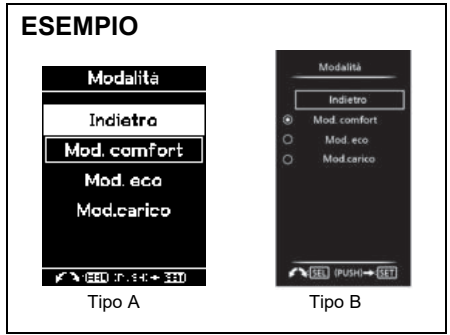 ESEMPIO
Modalità
Indietro
Mod. comfort
Mod. eco
Mod.carico
Tipo A
Modalità
Indietro
Mod. comfort
Mod. eco
Mod.carico
SEL (PUSH)→SET
Tipo B